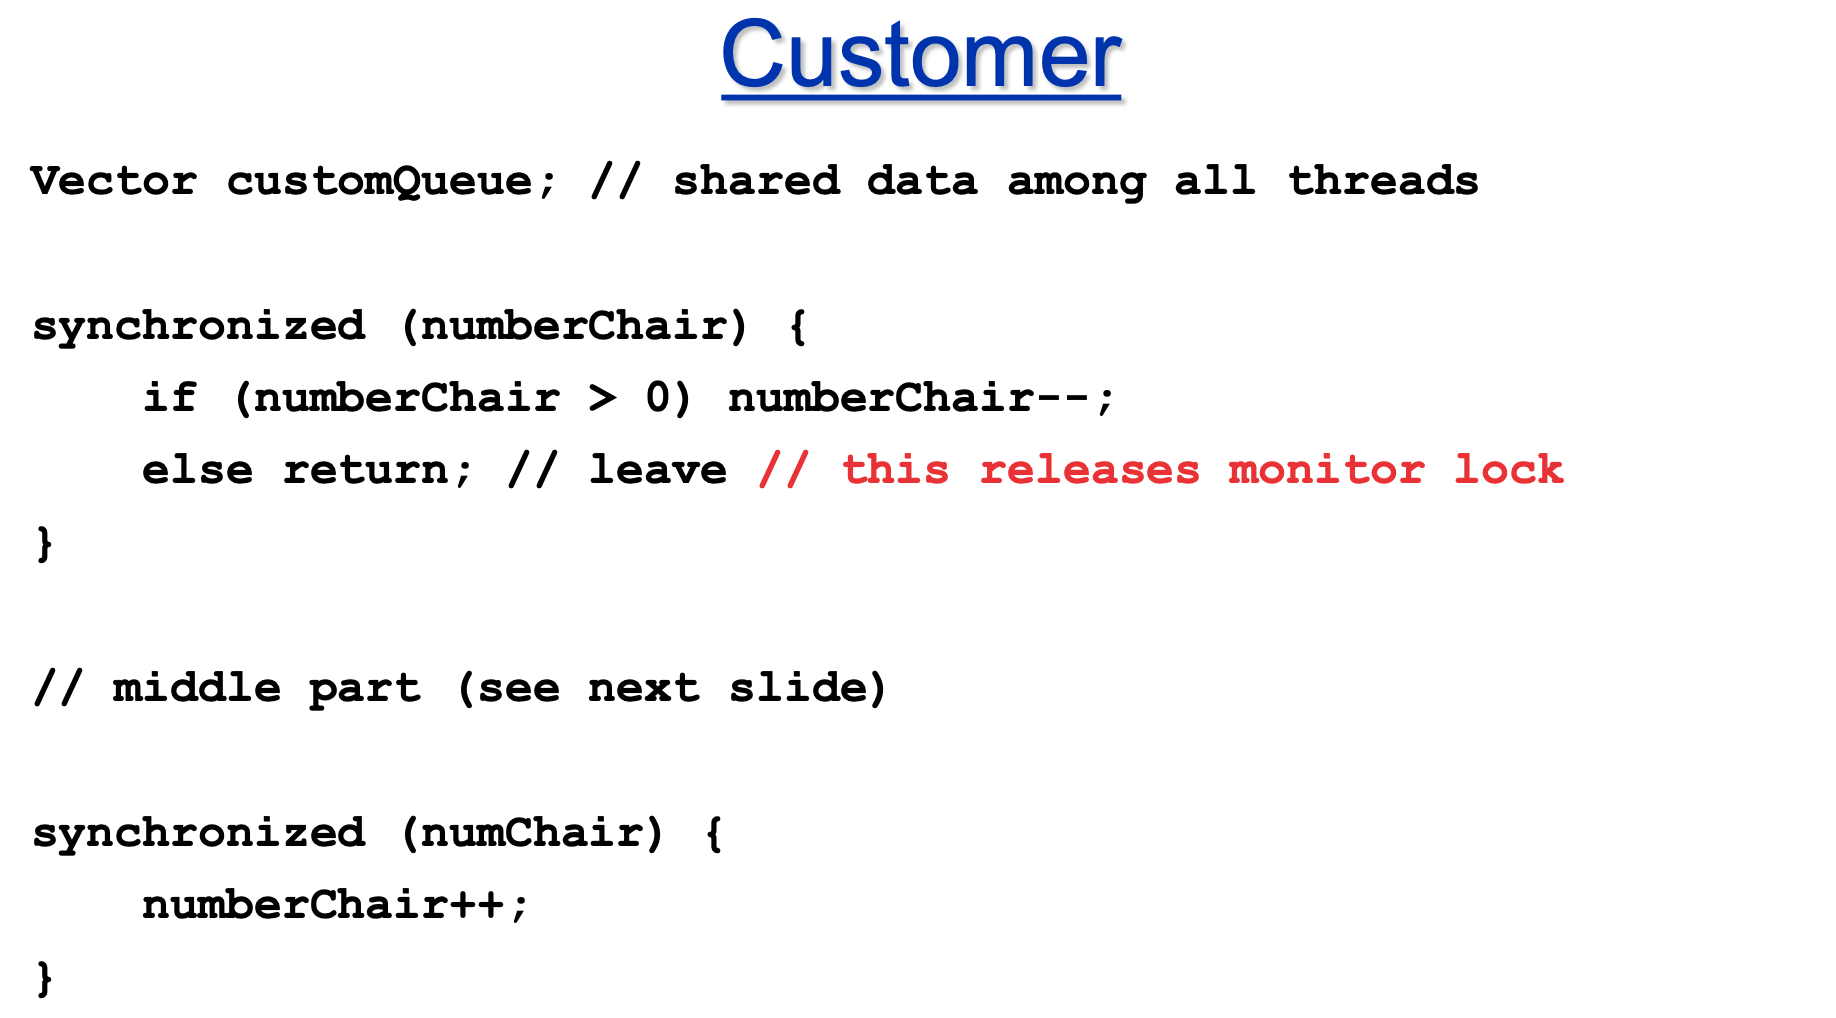 Customer
Vector customQueue; // shared data among all threads
synchronized (numberChair) {
if (numberChair > 0) numberChair--;
else return; // leave // this releases monitor lock
}
// middle part (see next slide)
synchronized (numChair) {
numberChair++;
}